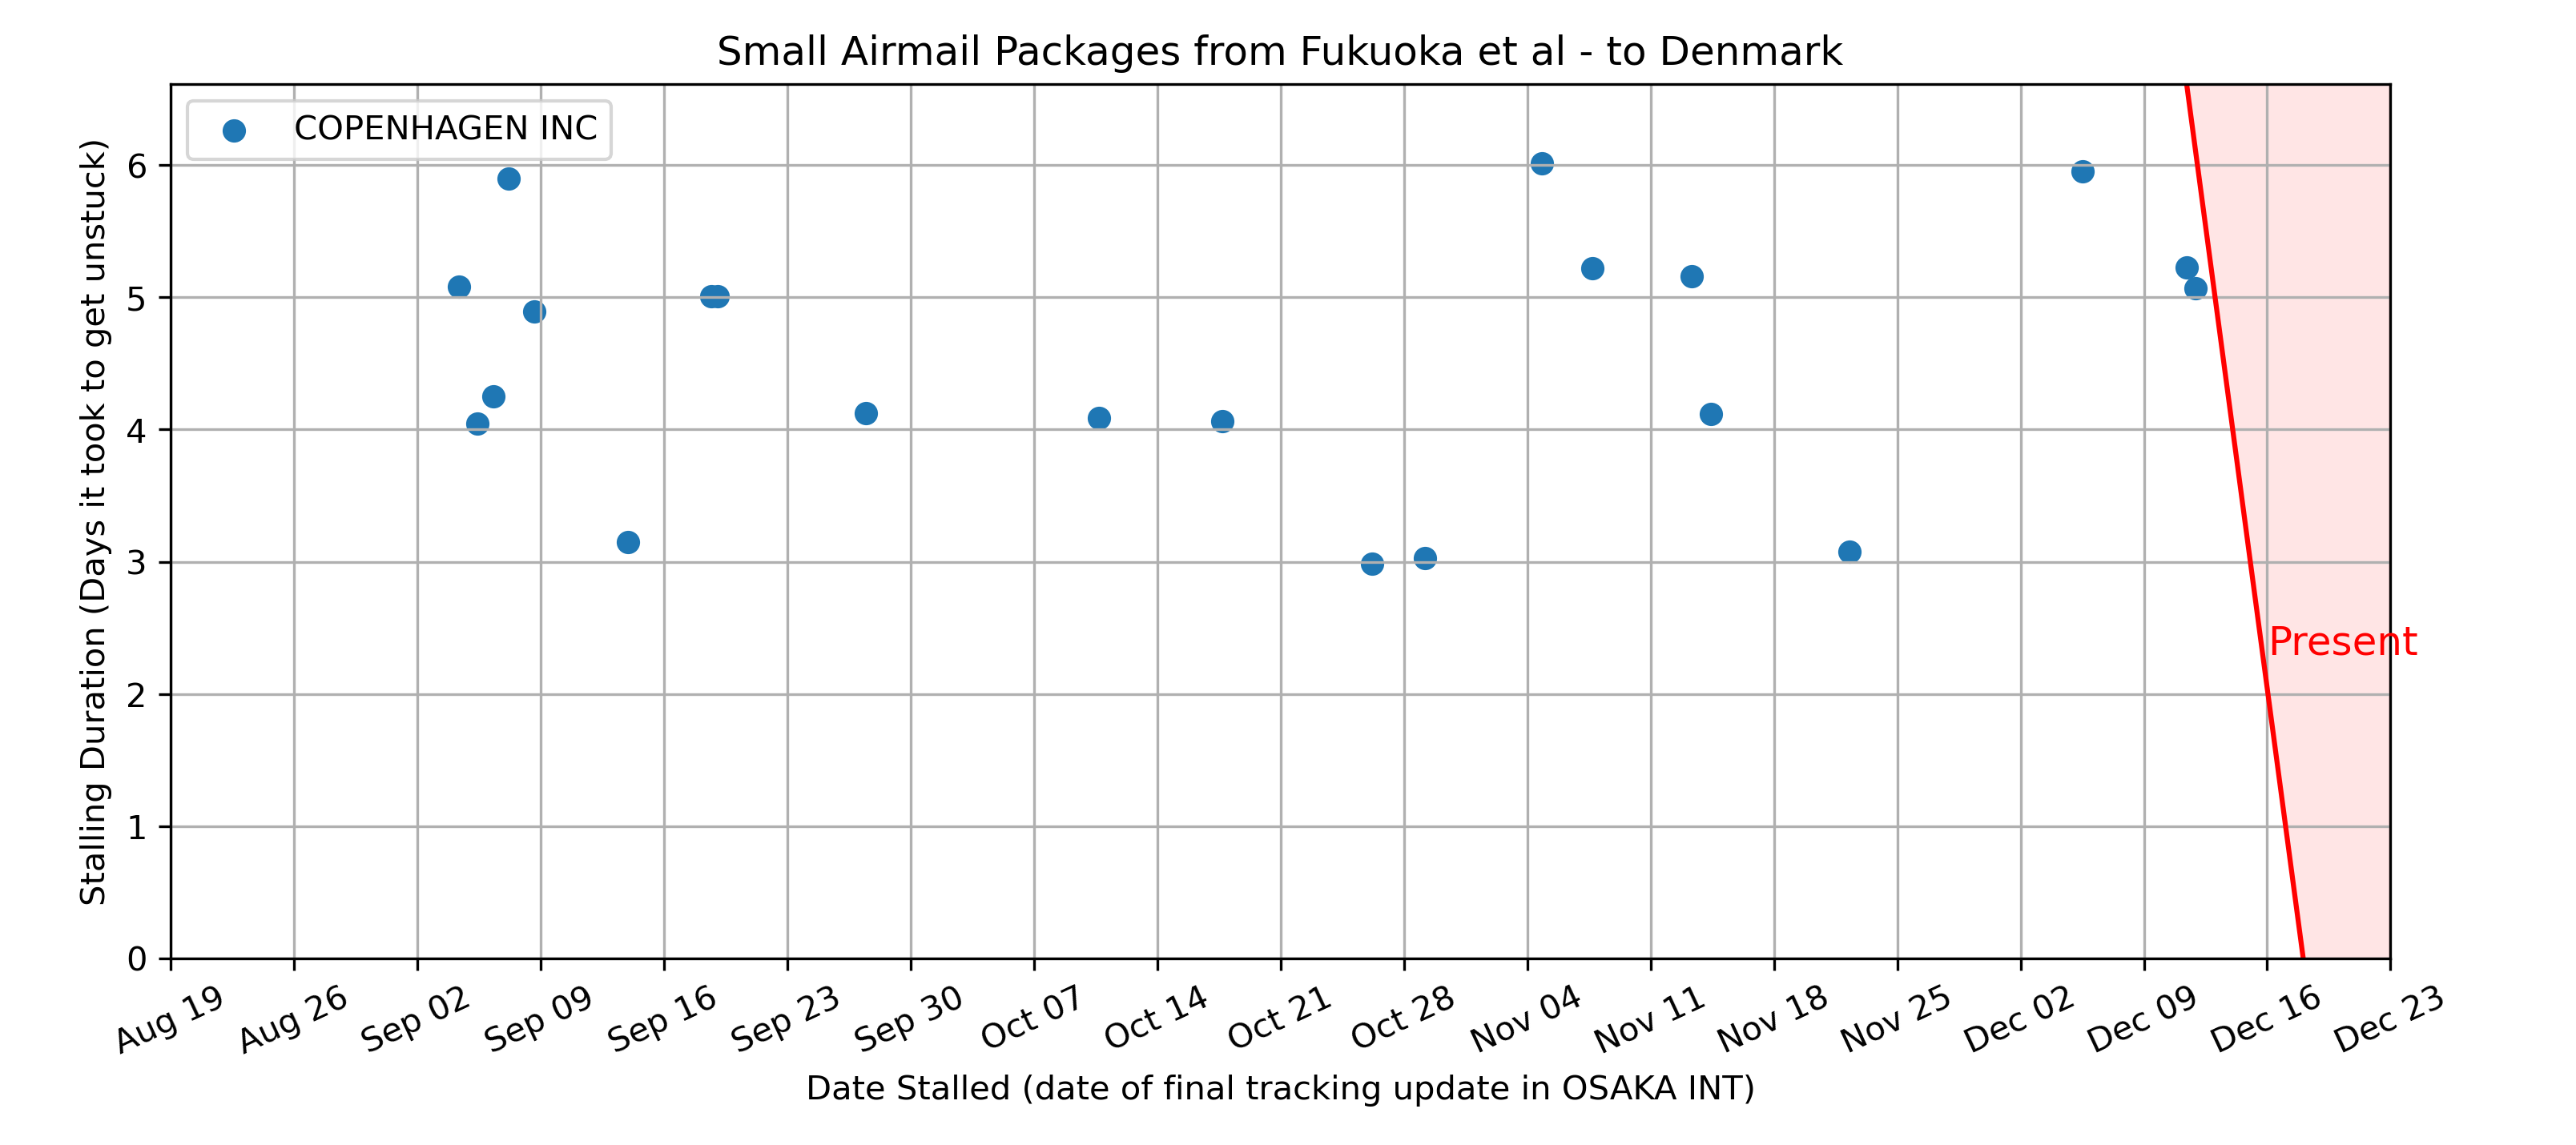 Small Airmail Packages from Fukuoka et al - to Denmark
COPENHAGEN INC
Stalling Duration (Days it took to get unstuck)
6
5
4
3
2
1
0
Present
Aug 19
Aug 26
Sep 02
Sep 09
Sep 16
Sep 23
Sep 30
Oct 07
Oct 14
Oct 21
Oct 28
Nov 04
Nov 11
Nov 18
Nov 25
Dec 02
Dec 09
Dec 16
Dec 23
Date Stalled (date of final tracking update in OSAKA INT)